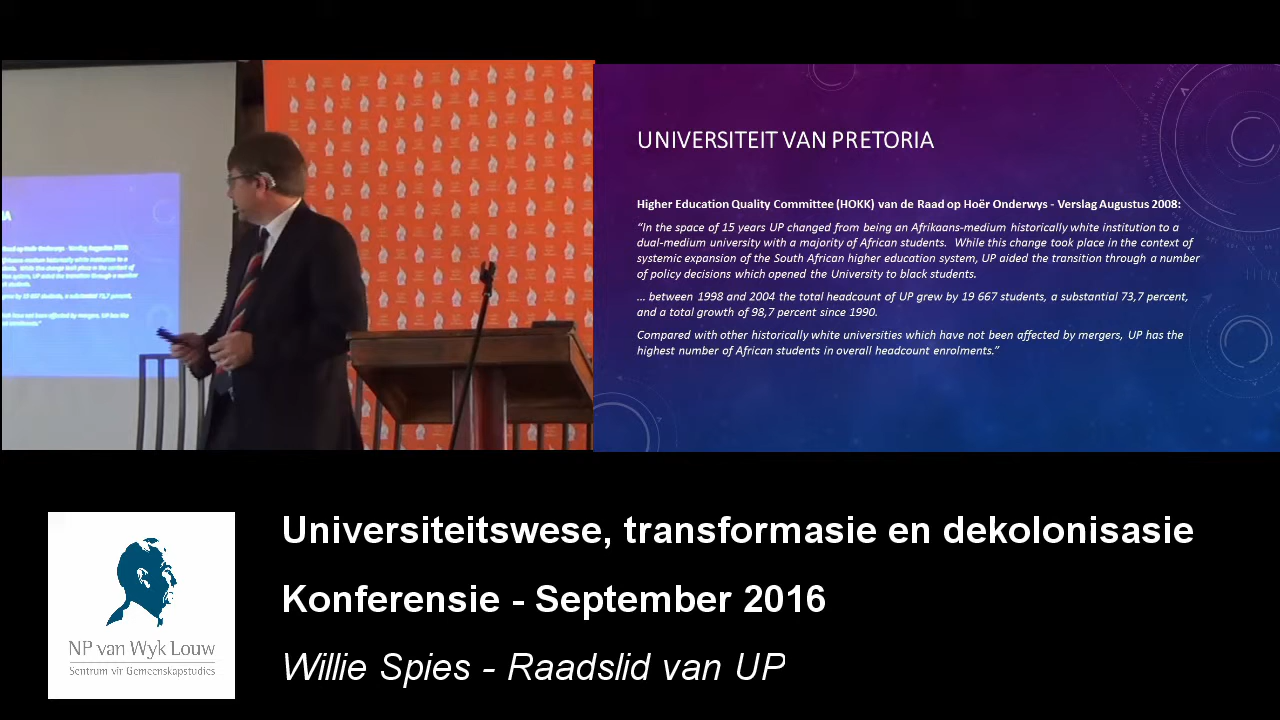 UNIVERSITEIT VAN PRETORIA
Higher Education Quality Committee (HOKK) van de Raad op Hoër Onderwys - Verslag Augustus 2008:
"In the space of 15 years UP changed from being an Afrikaans-medium historically white institution to a
dual-medium university with a majority of African students. While this change took place in the context of
systemic expansion of the South African higher education system, UP aided the transition through a number
of policy decisions which opened the University to black students.
... between 1998 and 2004 the total headcount of UP grew by 19 667 students, a substantial 73,7 percent,
and a total growth of 98,7 percent since 1990.
Compared with other historically white universities which have not been affected by mergers, UP has the
highest number of African students in overall headcount enrolments."
Universiteitswese, transformasie en dekolonisasie
Konferensie - September 2016
Willie Spies - Raadslid van UP
NP van Wyk Louw
Sentrum vir Gemeenskapstudies